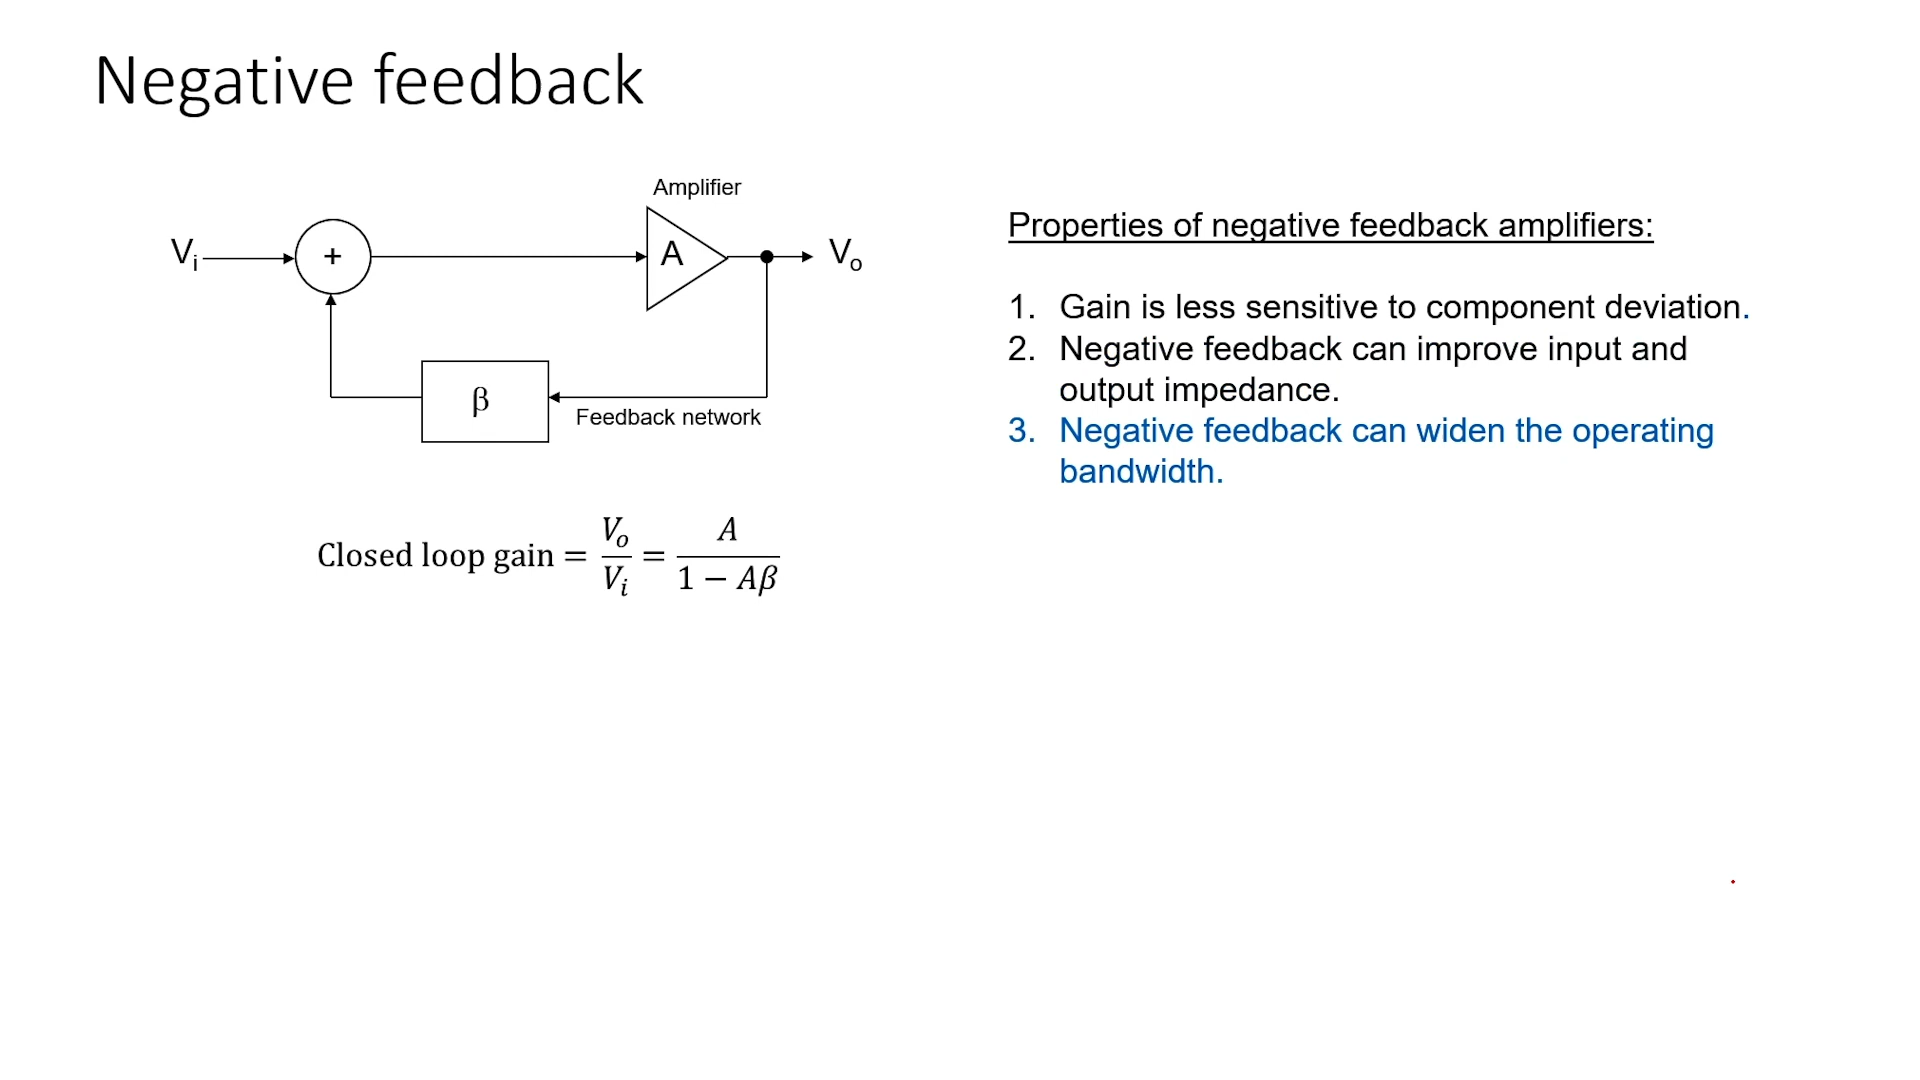 Negative feedback
Amplifier
Vi
+
A
Vo
β
Feedback network
Closed loop gain = Vo/Vi = A/(1 − Aβ)
Properties of negative feedback amplifiers:
1. Gain is less sensitive to component deviation.
2. Negative feedback can improve input and
output impedance.
3. Negative feedback can widen the operating
bandwidth.